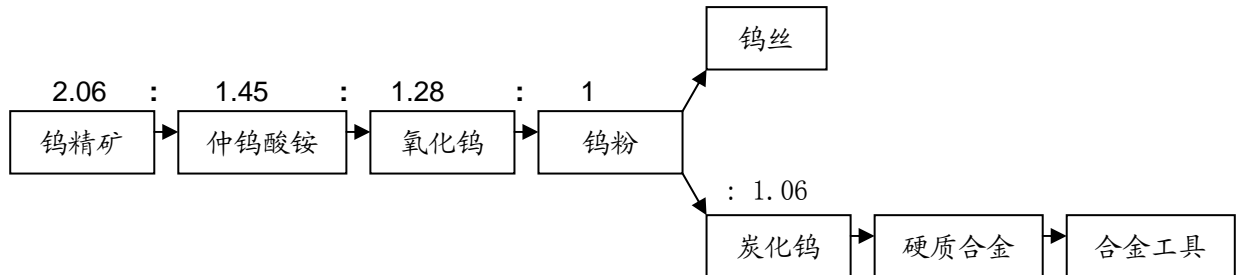 钨丝
2.06 : 1.45 : 1.28 : 1
钨精矿 仲钨酸铵 氧化钨 钨粉
: 1.06
炭化钨 硬质合金 合金工具